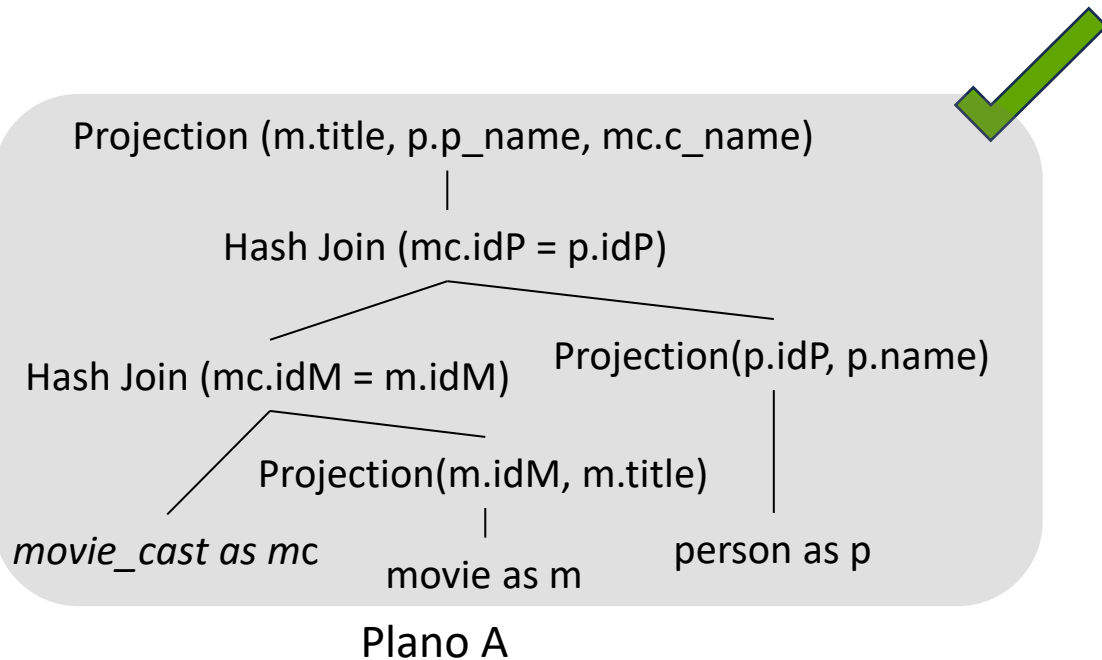 Projection (m.title, p.p_name, mc.c_name)
Hash Join (mc.idP = p.idP)
Hash Join (mc.idM = m.idM)
Projection(p.idP, p.name)
Projection(m.idM, m.title)
movie_cast as mc
movie as m
person as p
Plano A